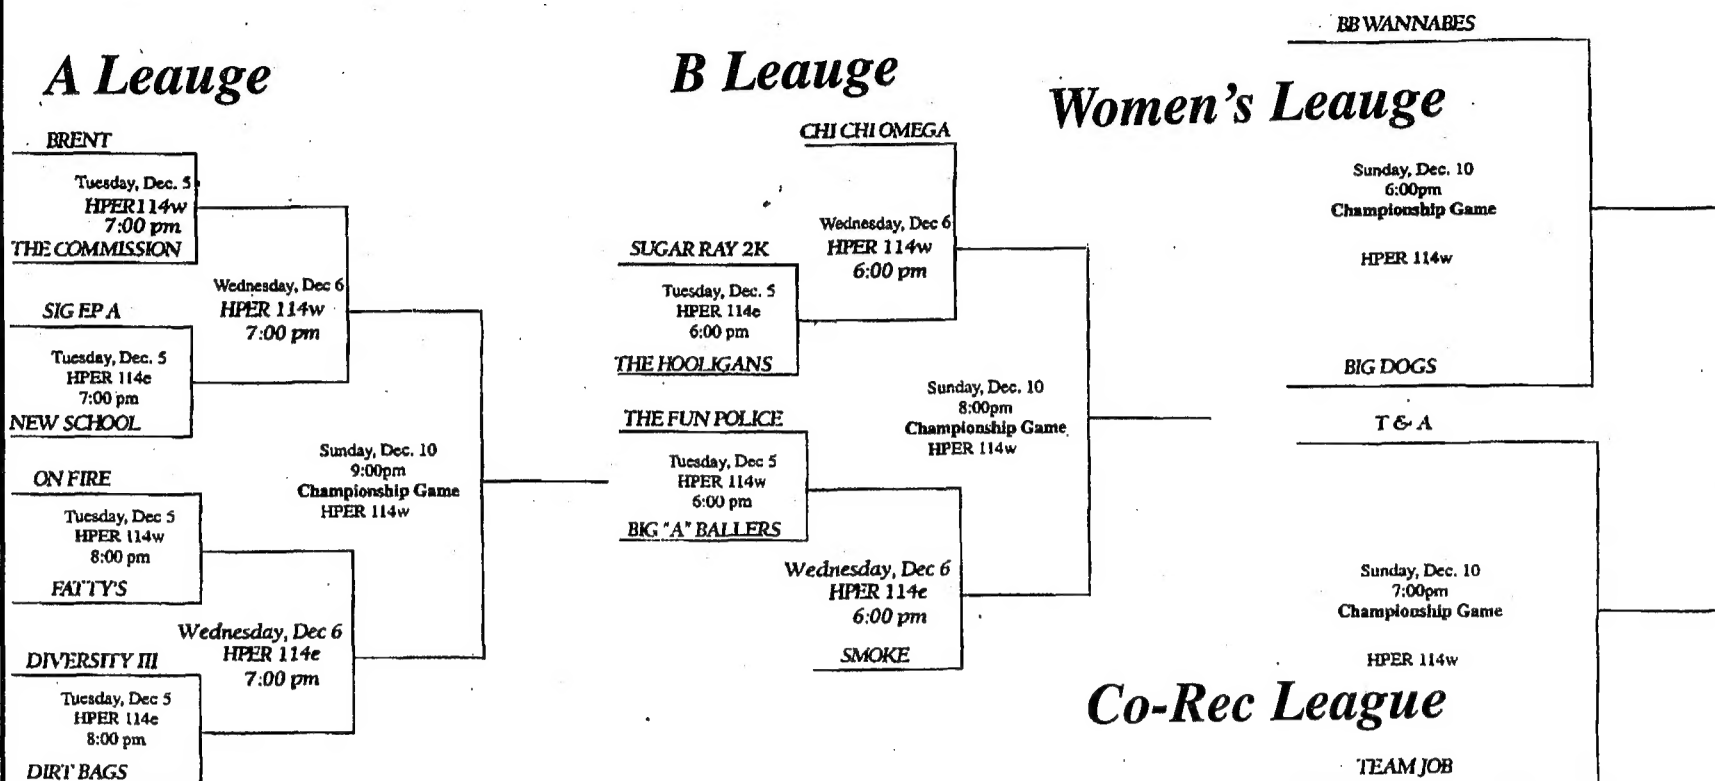 A Leauge
BRENT
Tuesday, Dec. 5
HPER114w
7:00 pm
THE COMMISSION
Wednesday, Dec 6
HPER 114w
7:00 pm
SIG EP A
Tuesday, Dec. 5
HPER 114e
7:00 pm
NEW SCHOOL
Sunday, Dec. 10
9:00pm
Championship Game
HPER 114w
ON FIRE
Tuesday, Dec 5
HPER 114w
8:00 pm
FATTY'S
Wednesday, Dec 6
HPER 114e
7:00 pm
DIVERSITY III
Tuesday, Dec 5
HPER 114e
8:00 pm
DIRT BAGS
B Leauge
CHI CHI OMEGA
Wednesday, Dec 6
HPER 114w
6:00 pm
SUGAR RAY 2K
Tuesday, Dec. 5
HPER 114e
6:00 pm
THE HOOLIGANS
Sunday, Dec. 10
8:00pm
Championship Game
HPER 114w
THE FUN POLICE
Tuesday, Dec 5
HPER 114w
6:00 pm
BIG "A" BALLERS
Wednesday, Dec 6
HPER 114e
6:00 pm
SMOKE
BB WANNABES
Women's Leauge
Sunday, Dec. 10
6:00pm
Championship Game
HPER 114w
BIG DOGS
T & A
Sunday, Dec. 10
7:00pm
Championship Game
HPER 114w
Co-Rec League
TEAM JOB